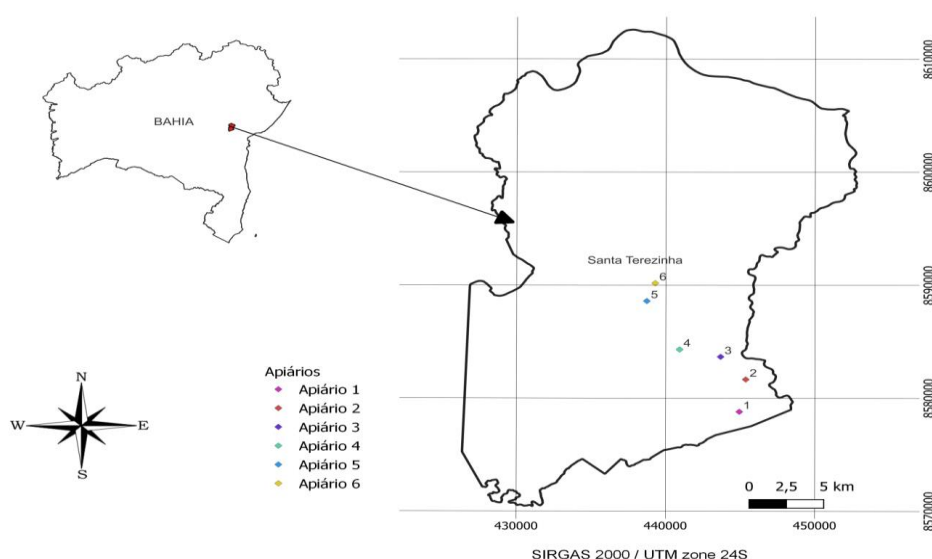 BAHIA
8610000
8600000
Santa Terezinha
6
8590000
5
4
3
2
8580000
1
N
W
E
S
Apiários
Apiário 1
Apiário 2
Apiário 3
Apiário 4
Apiário 5
Apiário 6
0 2,5 5 km
8570000
430000 440000 450000
SIRGAS 2000 / UTM zone 24S